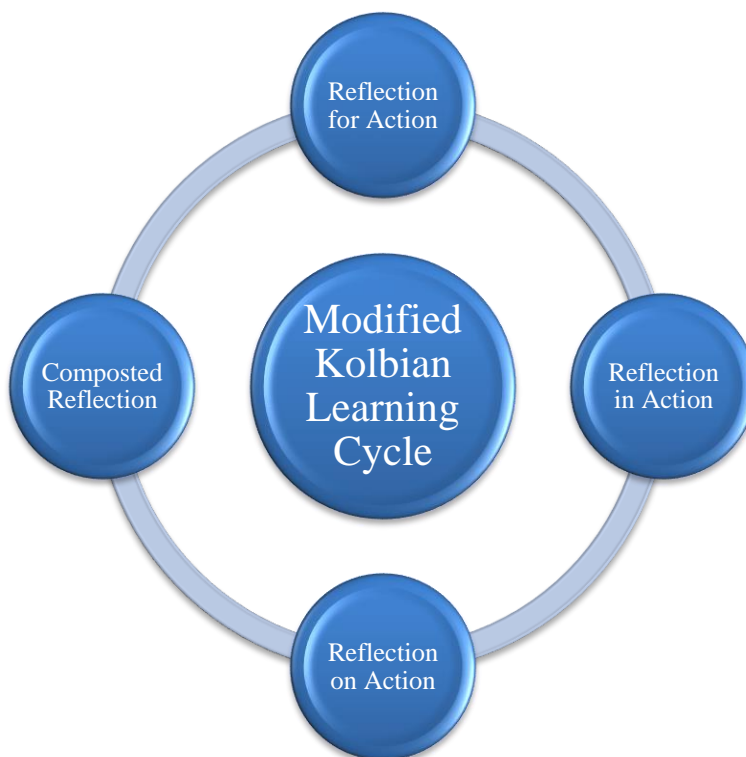 Reflection
for Action
Modified
Kolbian
Learning
Cycle
Composted
Reflection
Reflection
in Action
Reflection
on Action